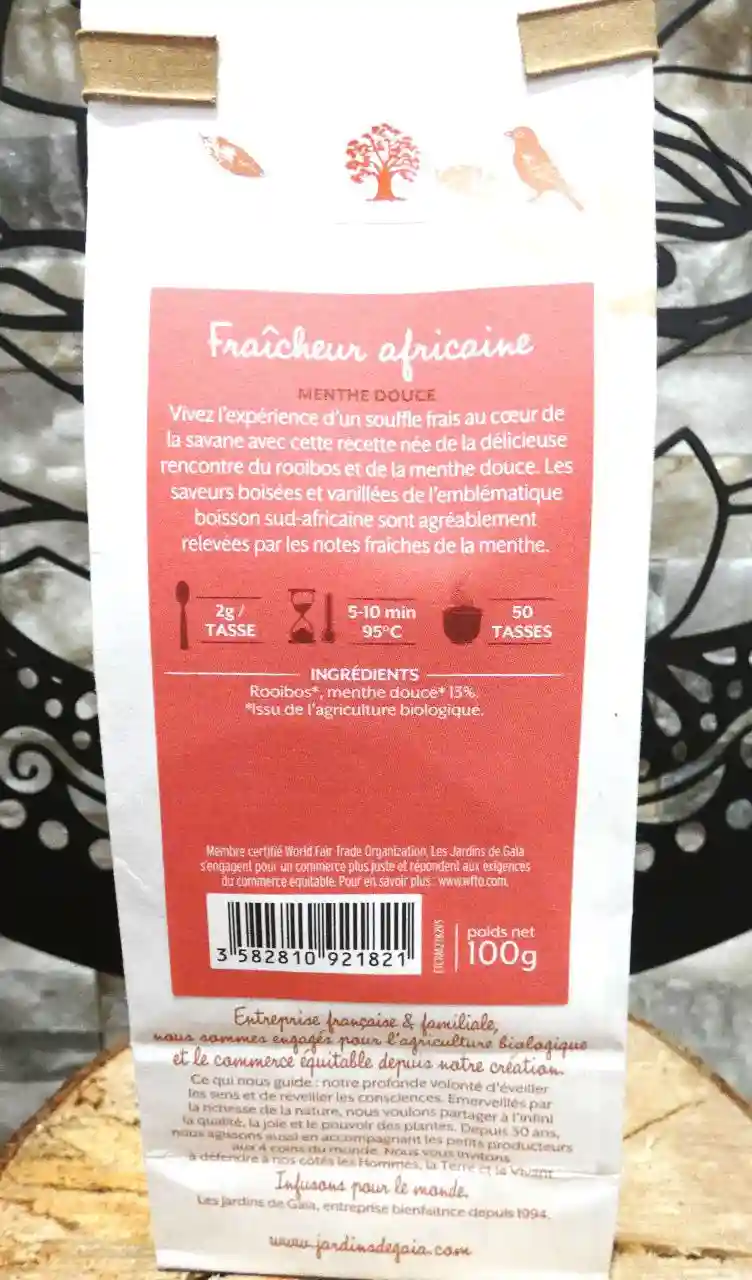 Fraîcheur africaine
MENTHE DOUCE
Vivez l'expérience d'un souffle frais au cœur de
la savane avec cette recette née de la délicieuse
rencontre du rooibos et de la menthe douce. Les
saveurs boisées et vanillées de l'emblématique
boisson sud-africaine sont agréablement
relevées par les notes fraîches de la menthe.
2g / TASSE
5-10 min 95°C
50 TASSES
INGRÉDIENTS
Rooibos*, menthe douce* 13%.
*Issu de l'agriculture biologique.
Membre certifié World Fair Trade Organization, Les Jardins de Gaïa
s'engagent pour un commerce plus juste et répondent aux exigences
du commerce équitable. Pour en savoir plus : www.wfto.com.
3 582810 921821
poids net
100g
Entreprise française & familiale,
nous sommes engagés pour l'agriculture biologique
et le commerce équitable depuis notre création.
Ce qui nous guide : notre profonde volonté d'éveiller
les sens et de réveiller les consciences. Émerveillés par
la richesse de la nature, nous voulons partager à l'infini
la qualité, la joie et le pouvoir des plantes. Depuis 30 ans,
nous agissons aussi en accompagnant les petits producteurs
aux 4 coins du monde. Nous vous invitons
à défendre à nos côtés les Hommes, la Terre et le Vivant.
Infusons pour le monde.
Les Jardins de Gaïa, entreprise bienfaitrice depuis 1994.
www.jardinsdegaia.com